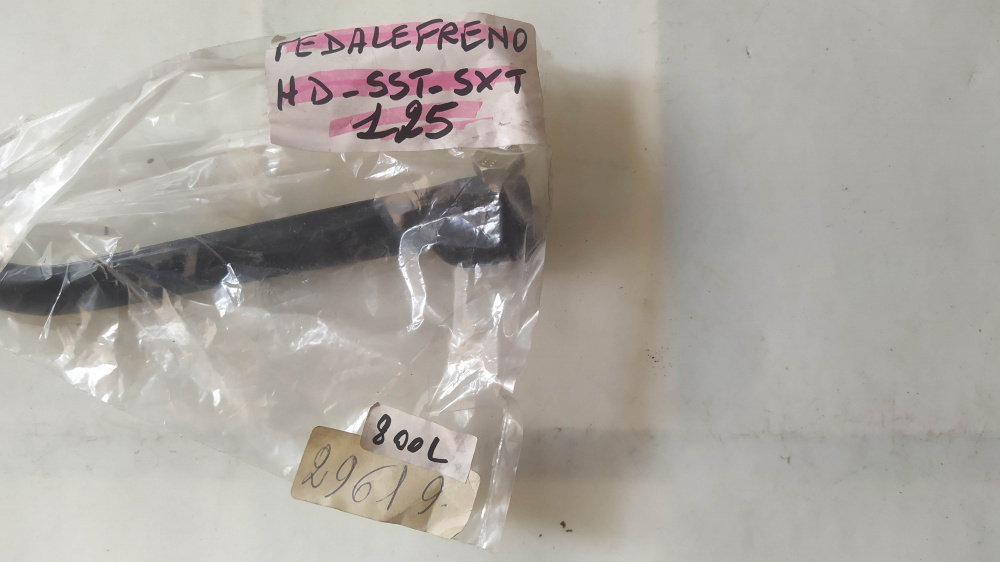 PEDALEFRENO
HD-SST-SXT
125
800L
29619